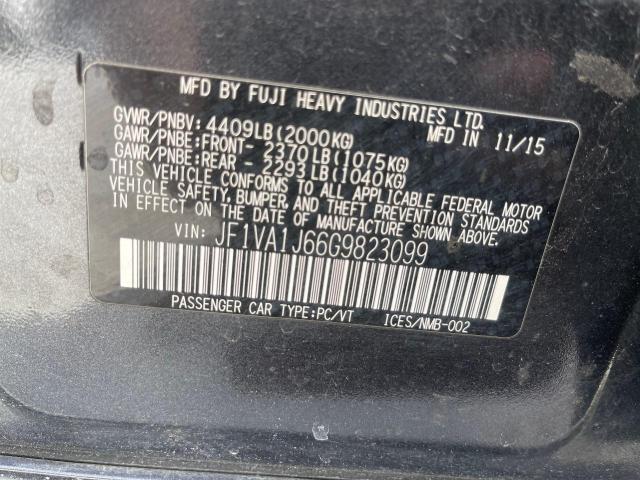 MFD BY FUJI HEAVY INDUSTRIES LTD.
GVWR/PNBV: 4409LB(2000KG) MFD IN 11/15
GAWR/PNBE:FRONT- 2370LB(1075KG)
GAWR/PNBE:REAR - 2293LB(1040KG)
THIS VEHICLE CONFORMS TO ALL APPLICABLE FEDERAL MOTOR
VEHICLE SAFETY, BUMPER, AND THEFT PREVENTION STANDARDS
IN EFFECT ON THE DATE OF MANUFACTURE SHOWN ABOVE.
VIN: JF1VA1J66G9823099
PASSENGER CAR TYPE:PC/VT ICES/NMB-002